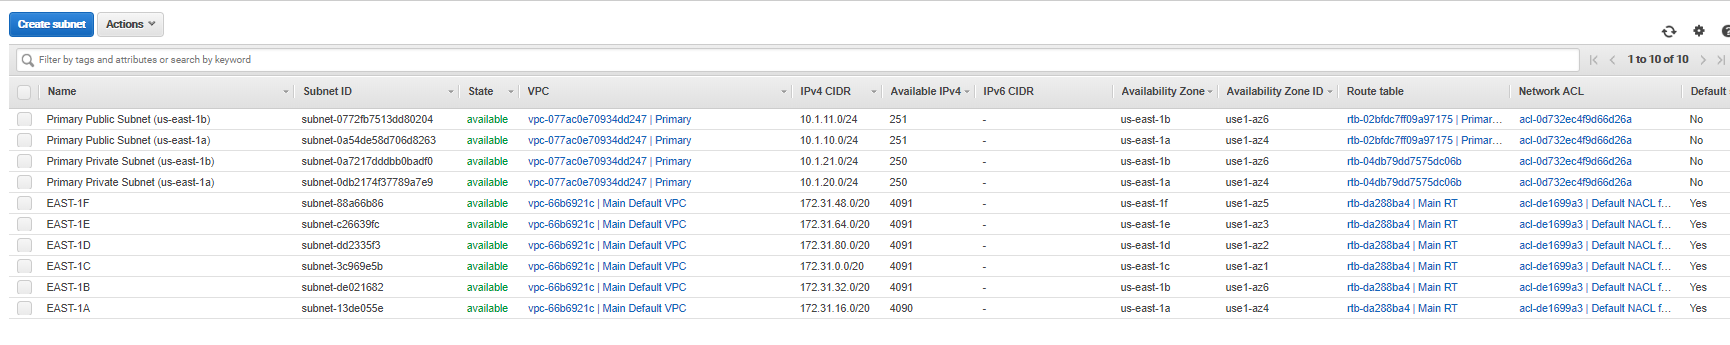 Create subnet Actions
Filter by tags and attributes or search by keyword 1 to 10 of 10
Name Subnet ID State VPC IPv4 CIDR Available IPv4 IPv6 CIDR Availability Zone Availability Zone ID Route table Network ACL Default
Primary Public Subnet (us-east-1b) subnet-0772fb7513dd80204 available vpc-077ac0e70934dd247 | Primary 10.1.11.0/24 251 - us-east-1b use1-az6 rtb-02bfdc7ff09a97175 | Primar... acl-0d732ec4f9d66d26a No
Primary Public Subnet (us-east-1a) subnet-0a54de58d706d8263 available vpc-077ac0e70934dd247 | Primary 10.1.10.0/24 251 - us-east-1a use1-az4 rtb-02bfdc7ff09a97175 | Primar... acl-0d732ec4f9d66d26a No
Primary Private Subnet (us-east-1b) subnet-0a7217dddbb0badf0 available vpc-077ac0e70934dd247 | Primary 10.1.21.0/24 250 - us-east-1b use1-az6 rtb-04db79dd7575dc06b acl-0d732ec4f9d66d26a No
Primary Private Subnet (us-east-1a) subnet-0db2174f37789a7e9 available vpc-077ac0e70934dd247 | Primary 10.1.20.0/24 250 - us-east-1a use1-az4 rtb-04db79dd7575dc06b acl-0d732ec4f9d66d26a No
EAST-1F subnet-88a66b86 available vpc-66b6921c | Main Default VPC 172.31.48.0/20 4091 - us-east-1f use1-az5 rtb-da288ba4 | Main RT acl-de1699a3 | Default NACL f... Yes
EAST-1E subnet-c26639fc available vpc-66b6921c | Main Default VPC 172.31.64.0/20 4091 - us-east-1e use1-az3 rtb-da288ba4 | Main RT acl-de1699a3 | Default NACL f... Yes
EAST-1D subnet-dd2335f3 available vpc-66b6921c | Main Default VPC 172.31.80.0/20 4091 - us-east-1d use1-az2 rtb-da288ba4 | Main RT acl-de1699a3 | Default NACL f... Yes
EAST-1C subnet-3c969e5b available vpc-66b6921c | Main Default VPC 172.31.0.0/20 4091 - us-east-1c use1-az1 rtb-da288ba4 | Main RT acl-de1699a3 | Default NACL f... Yes
EAST-1B subnet-de021682 available vpc-66b6921c | Main Default VPC 172.31.32.0/20 4091 - us-east-1b use1-az6 rtb-da288ba4 | Main RT acl-de1699a3 | Default NACL f... Yes
EAST-1A subnet-13de055e available vpc-66b6921c | Main Default VPC 172.31.16.0/20 4090 - us-east-1a use1-az4 rtb-da288ba4 | Main RT acl-de1699a3 | Default NACL f... Yes